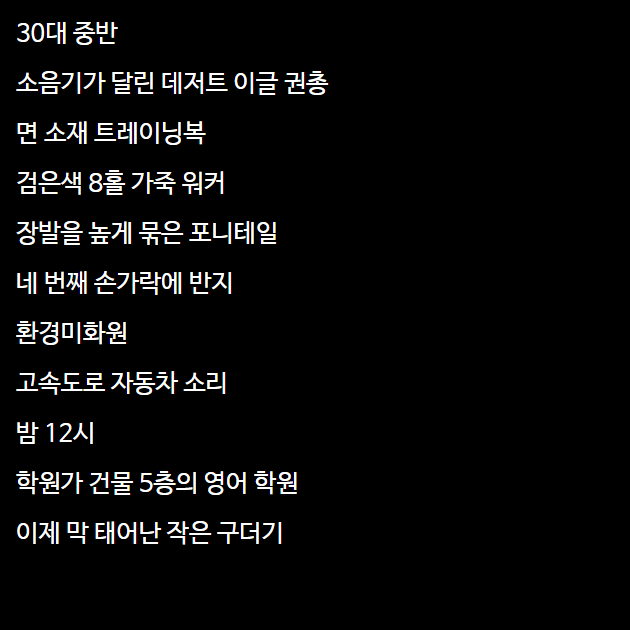 30대 중반
소음기가 달린 데저트 이글 권총
면 소재 트레이닝복
검은색 8홀 가죽 워커
장발을 높게 묶은 포니테일
네 번째 손가락에 반지
환경미화원
고속도로 자동차 소리
밤 12시
학원가 건물 5층의 영어 학원
이제 막 태어난 작은 구더기